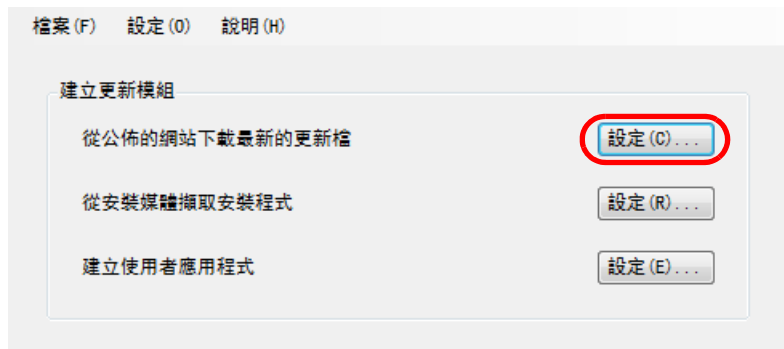 檔案(F) 設定(O) 說明(H)
建立更新模組
從公佈的網站下載最新的更新檔 設定(C)...
從安裝媒體擷取安裝程式 設定(R)...
建立使用者應用程式 設定(E)...